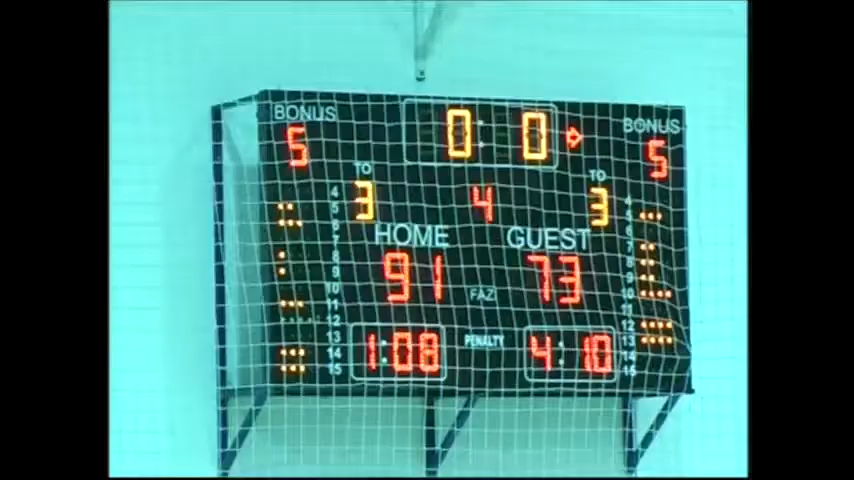 BONUS 0:0 BONUS
5 5
TO TO
3 4 3
HOME GUEST
91 FAZI 73
1:08 PENALTY 4:10
4 4
5 5
6 6
7 7
8 8
9 9
10 10
11 11
12 12
13 13
14 14
15 15